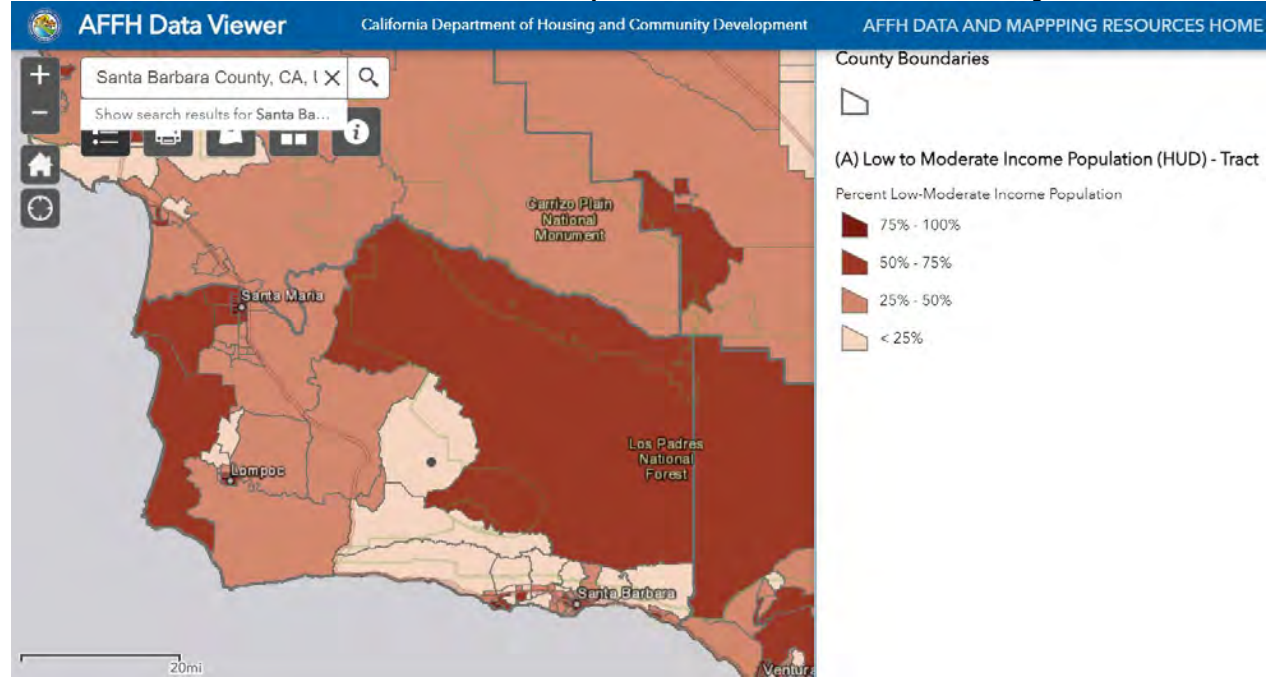 AFFH Data Viewer
California Department of Housing and Community Development
AFFH DATA AND MAPPPING RESOURCES HOME
Santa Barbara County, CA, U
Show search results for Santa Ba...
County Boundaries
(A) Low to Moderate Income Population (HUD) - Tract
Percent Low-Moderate Income Population
75% - 100%
50% - 75%
25% - 50%
< 25%
Carrizo Plain
National
Monument
Santa Maria
Los Padres
National
Forest
Lompoc
Santa Barbara
Ventura
20mi